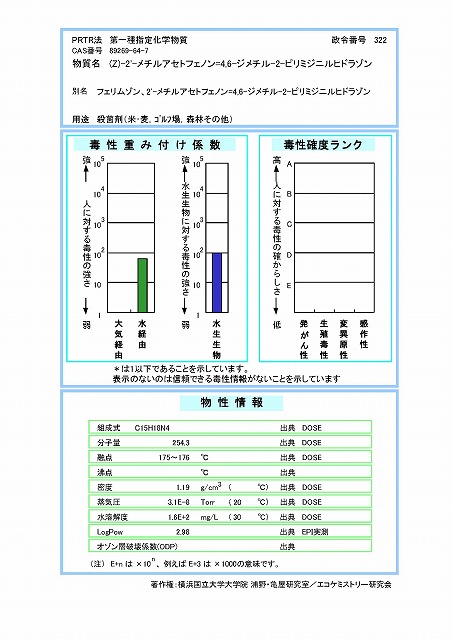 PRTR法 第一種指定化学物質 政令番号 322
CAS番号 89269-64-7
物質名 (Z)-2'-メチルアセトフェノン=4,6-ジメチル-2-ピリミジニルヒドラゾン
別名 フェリムゾン、2'-メチルアセトフェノン=4,6-ジメチル-2-ピリミジニルヒドラゾン
用途 殺菌剤(米・麦、ゴルフ場、森林その他)
毒性重み付け係数
強
人に対する毒性の強さ
弱
10^5
10^4
10^3
10^2
10
1
大気経由
水経由
強
水生生物に対する毒性の強さ
弱
10^5
10^4
10^3
10^2
10
1
水生生物
毒性確度ランク
高
人に対する毒性の確からしさ
低
A
B
C
D
E
発がん性
生殖毒性
変異原性
感作性
*は1以下であることを示しています。
表示のないのは信頼できる毒性情報がないことを示しています
物性情報
組成式 C15H18N4 出典 DOSE
分子量 254.3 出典 DOSE
融点 175~176 ℃ 出典 DOSE
沸点 ℃ 出典
密度 1.19 g/cm3 ( ℃) 出典 DOSE
蒸気圧 3.1E-8 Torr (20 ℃) 出典 DOSE
水溶解度 1.6E+2 mg/L (30 ℃) 出典 DOSE
LogPow 2.98 出典 EPI実測
オゾン層破壊係数(ODP) 出典
(注) E+n は ×10^n、例えば E+3 は ×1000の意味です。
著作権:横浜国立大学大学院 浦野・亀屋研究室/エコケミストリー研究会